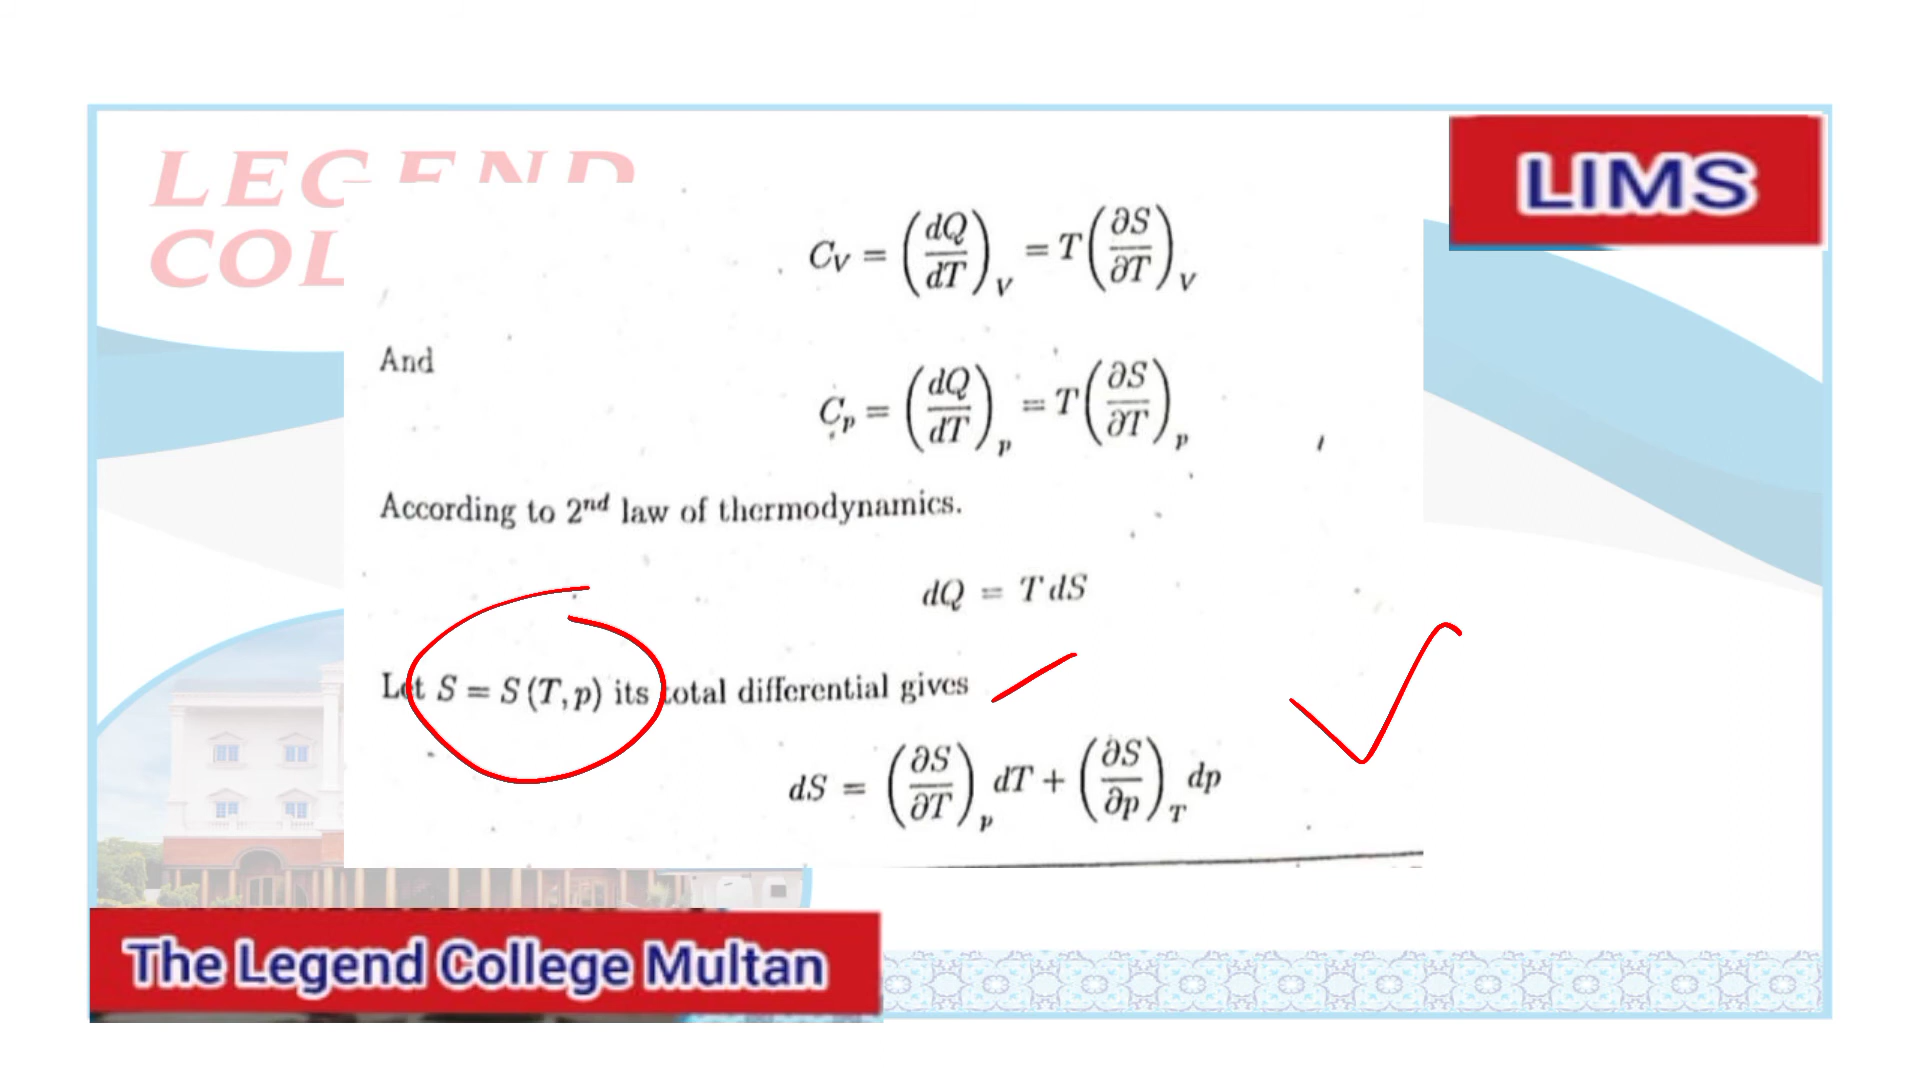 LEGEND
COL
LIMS
C_V = (dQ/dT)_V = T(∂S/∂T)_V
And
C_p = (dQ/dT)_p = T(∂S/∂T)_p
According to 2nd law of thermodynamics.
dQ = T dS
Let S = S(T,p) its total differential gives
dS = (∂S/∂T)_p dT + (∂S/∂p)_T dp
The Legend College Multan